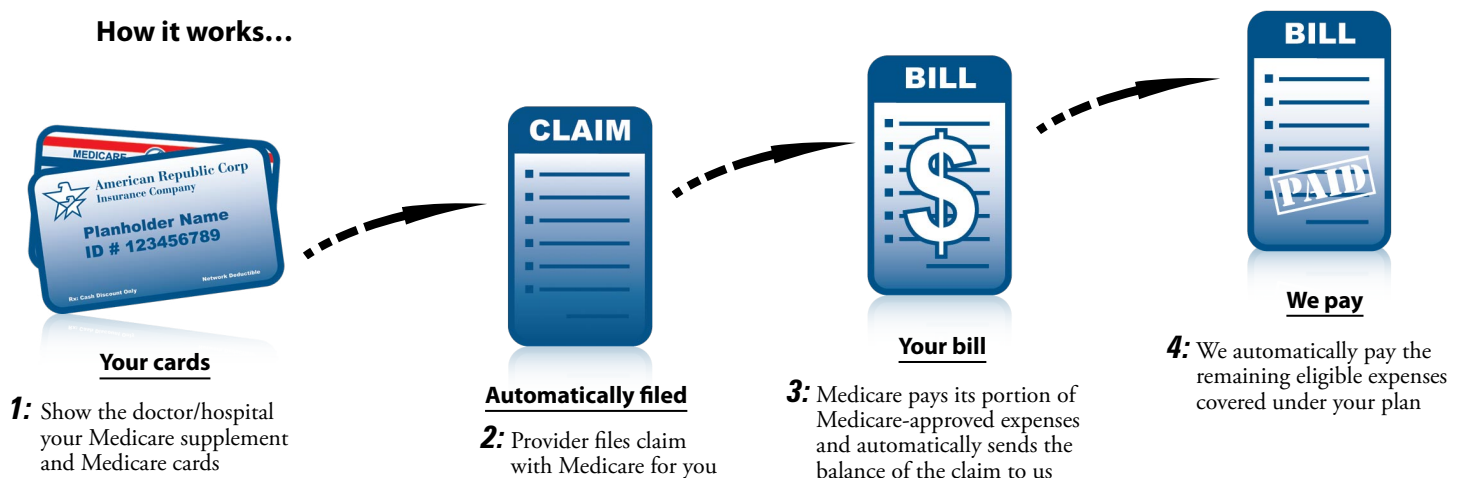 How it works…
MEDICARE
American Republic Corp
Insurance Company
Planholder Name
ID # 123456789
Network Deductible
Rx: Cash Discount Only
Your cards
1: Show the doctor/hospital
your Medicare supplement
and Medicare cards
CLAIM
Automatically filed
2: Provider files claim
with Medicare for you
BILL
$
Your bill
3: Medicare pays its portion of
Medicare-approved expenses
and automatically sends the
balance of the claim to us
BILL
PAID
We pay
4: We automatically pay the
remaining eligible expenses
covered under your plan